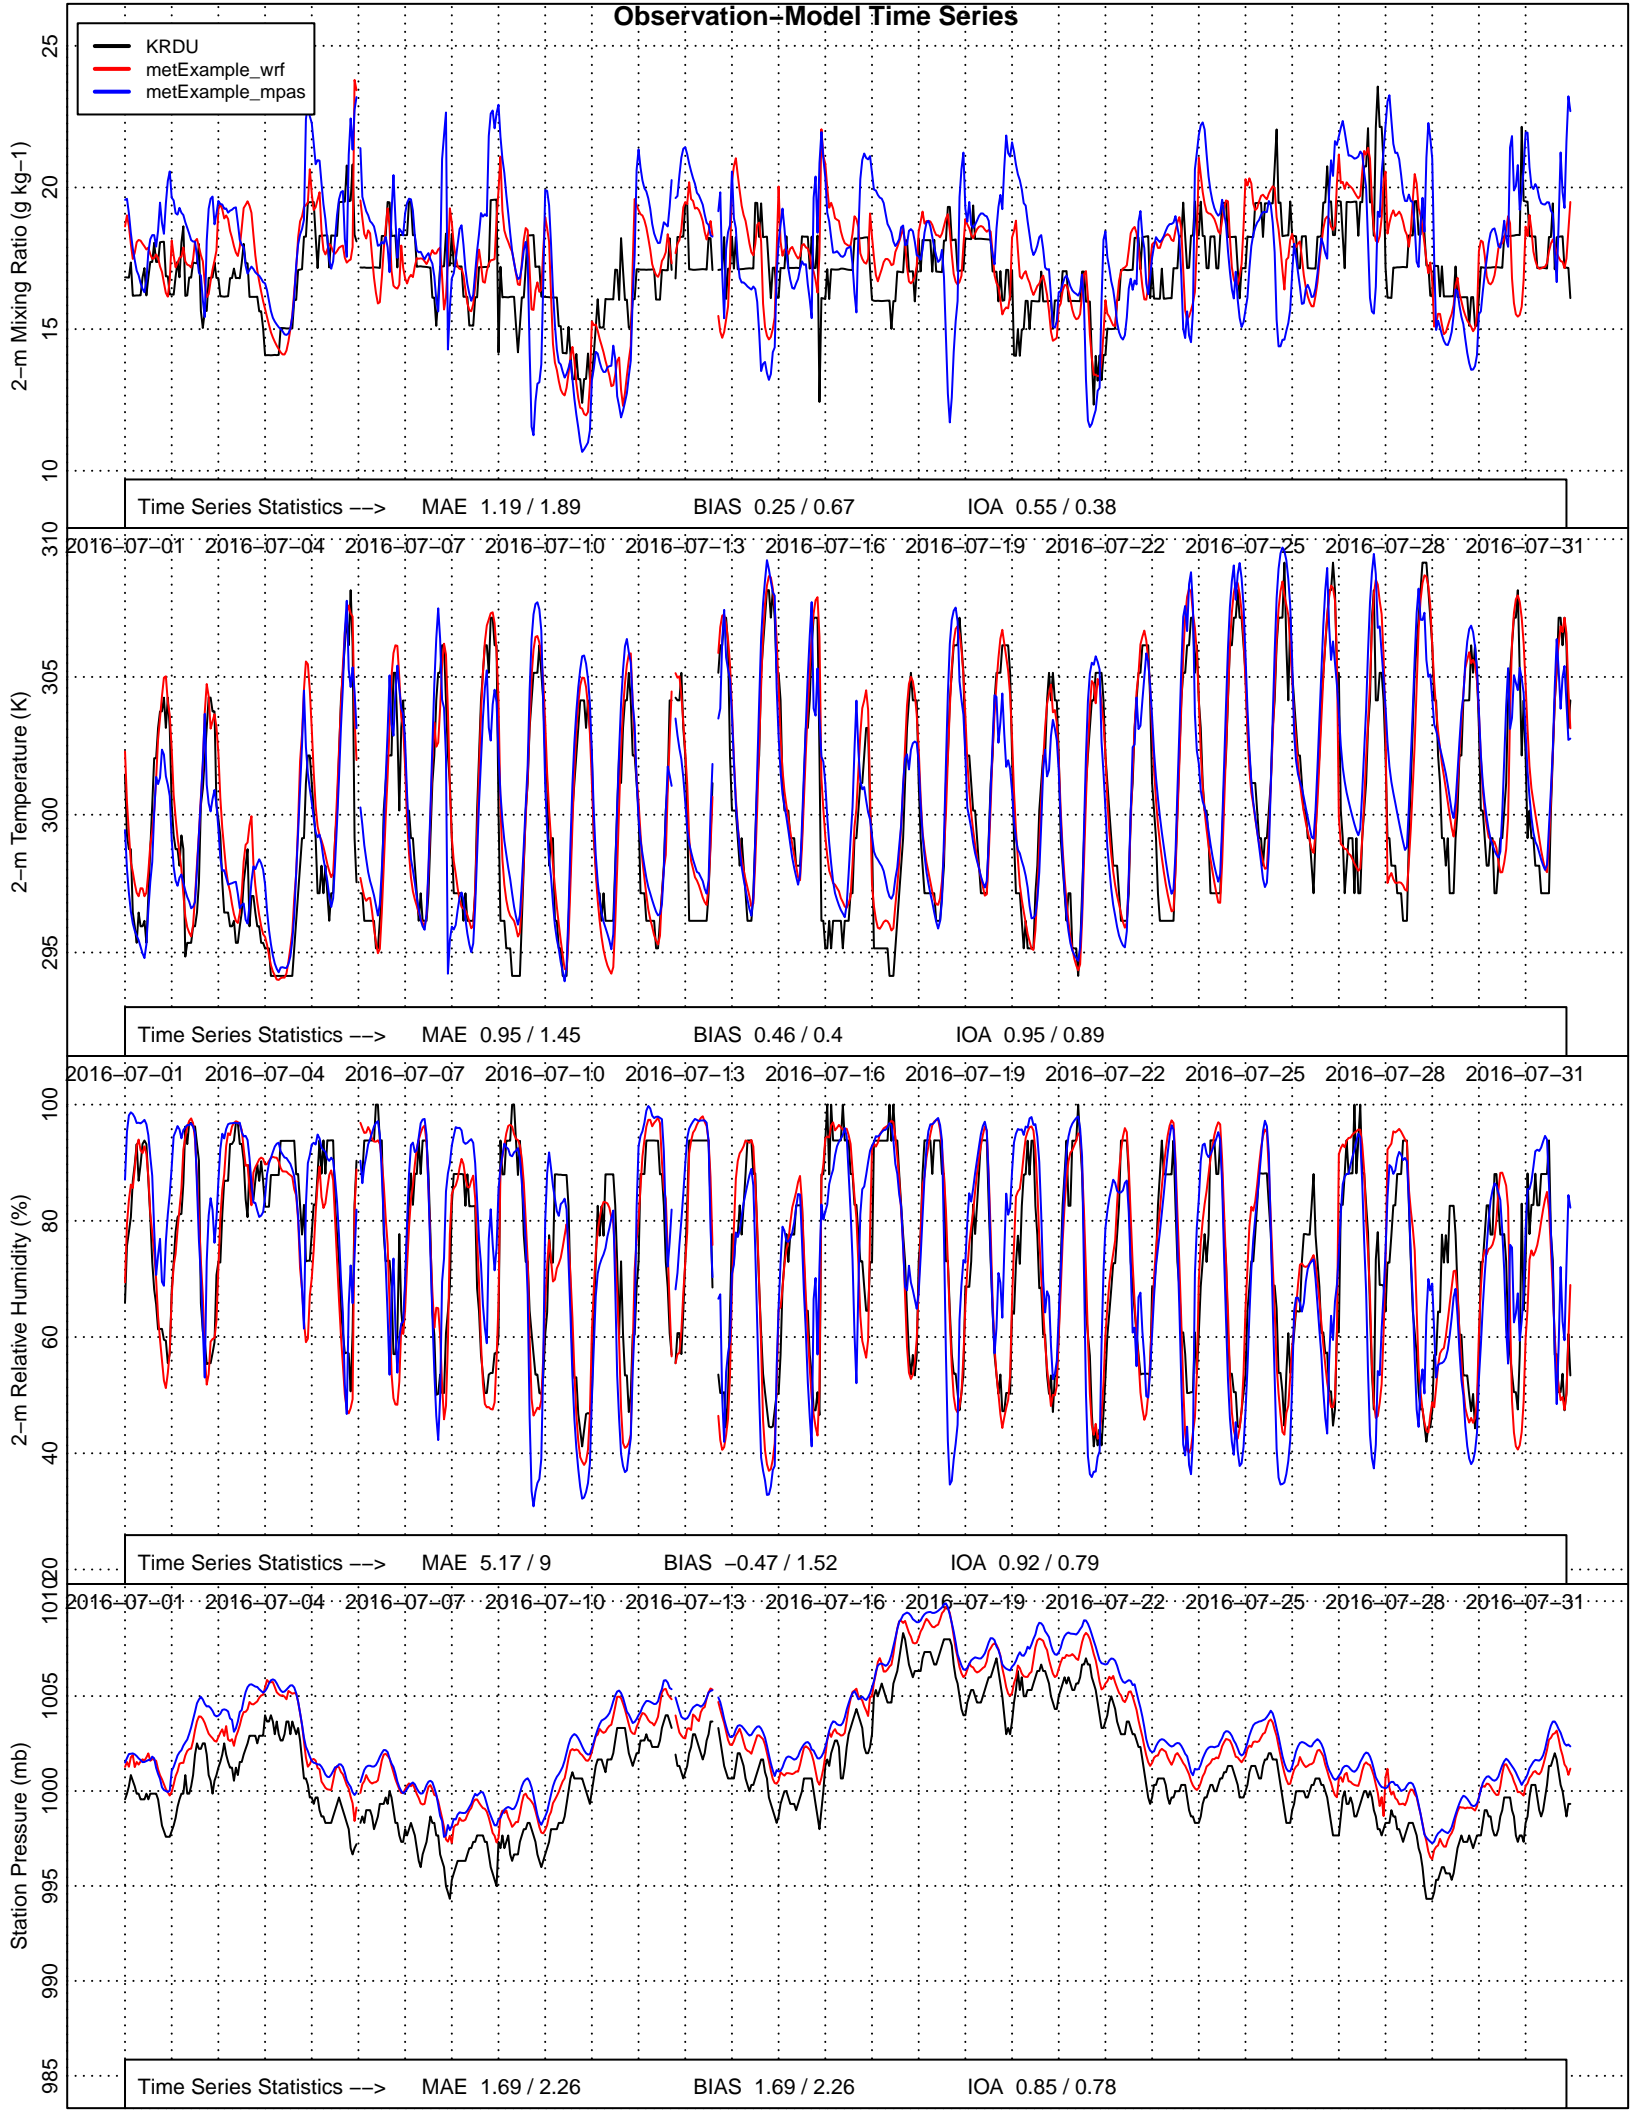 Observation−Model Time Series
KRDU
metExample_wrf
metExample_mpas
2−m Mixing Ratio (g kg−1)
25
20
15
10
Time Series Statistics −−> MAE 1.19 / 1.89 BIAS 0.25 / 0.67 IOA 0.55 / 0.38
2016−07−01 2016−07−04 2016−07−07 2016−07−10 2016−07−13 2016−07−16 2016−07−19 2016−07−22 2016−07−25 2016−07−28 2016−07−31
2−m Temperature (K)
310
305
300
295
Time Series Statistics −−> MAE 0.95 / 1.45 BIAS 0.46 / 0.4 IOA 0.95 / 0.89
2016−07−01 2016−07−04 2016−07−07 2016−07−10 2016−07−13 2016−07−16 2016−07−19 2016−07−22 2016−07−25 2016−07−28 2016−07−31
2−m Relative Humidity (%)
100
80
60
40
20
Time Series Statistics −−> MAE 5.17 / 9 BIAS −0.47 / 1.52 IOA 0.92 / 0.79
2016−07−01 2016−07−04 2016−07−07 2016−07−10 2016−07−13 2016−07−16 2016−07−19 2016−07−22 2016−07−25 2016−07−28 2016−07−31
Station Pressure (mb)
1010
1005
1000
995
990
985
Time Series Statistics −−> MAE 1.69 / 2.26 BIAS 1.69 / 2.26 IOA 0.85 / 0.78